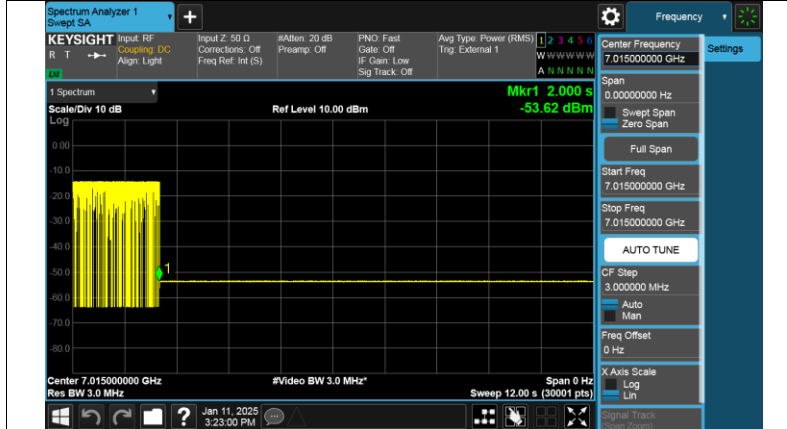 Spectrum Analyzer 1
Swept SA
Frequency
KEYSIGHT
R T
LXI
Input: RF
Coupling: DC
Align: Light
Input Z: 50 Ω
Corrections: Off
Freq Ref: Int (S)
#Atten: 20 dB
Preamp: Off
PNO: Fast
Gate: Off
IF Gain: Low
Sig Track: Off
Avg Type: Power (RMS)
Trig: External 1
1 2 3 4 5 6
W W W W W W
A N N N N N
1 Spectrum
Scale/Div 10 dB
Ref Level 10.00 dBm
Mkr1 2.000 s
-53.62 dBm
Log
0.00
-10.0
-20.0
-30.0
-40.0
-50.0
-60.0
-70.0
-80.0
1
Center 7.015000000 GHz
Res BW 3.0 MHz
#Video BW 3.0 MHz*
Span 0 Hz
Sweep 12.00 s (30001 pts)
Jan 11, 2025
3:23:00 PM
Center Frequency
7.015000000 GHz
Settings
Span
0.00000000 Hz
Swept Span
Zero Span
Full Span
Start Freq
7.015000000 GHz
Stop Freq
7.015000000 GHz
AUTO TUNE
CF Step
3.000000 MHz
Auto
Man
Freq Offset
0 Hz
X Axis Scale
Log
Lin
Signal Track
(Span Zoom)